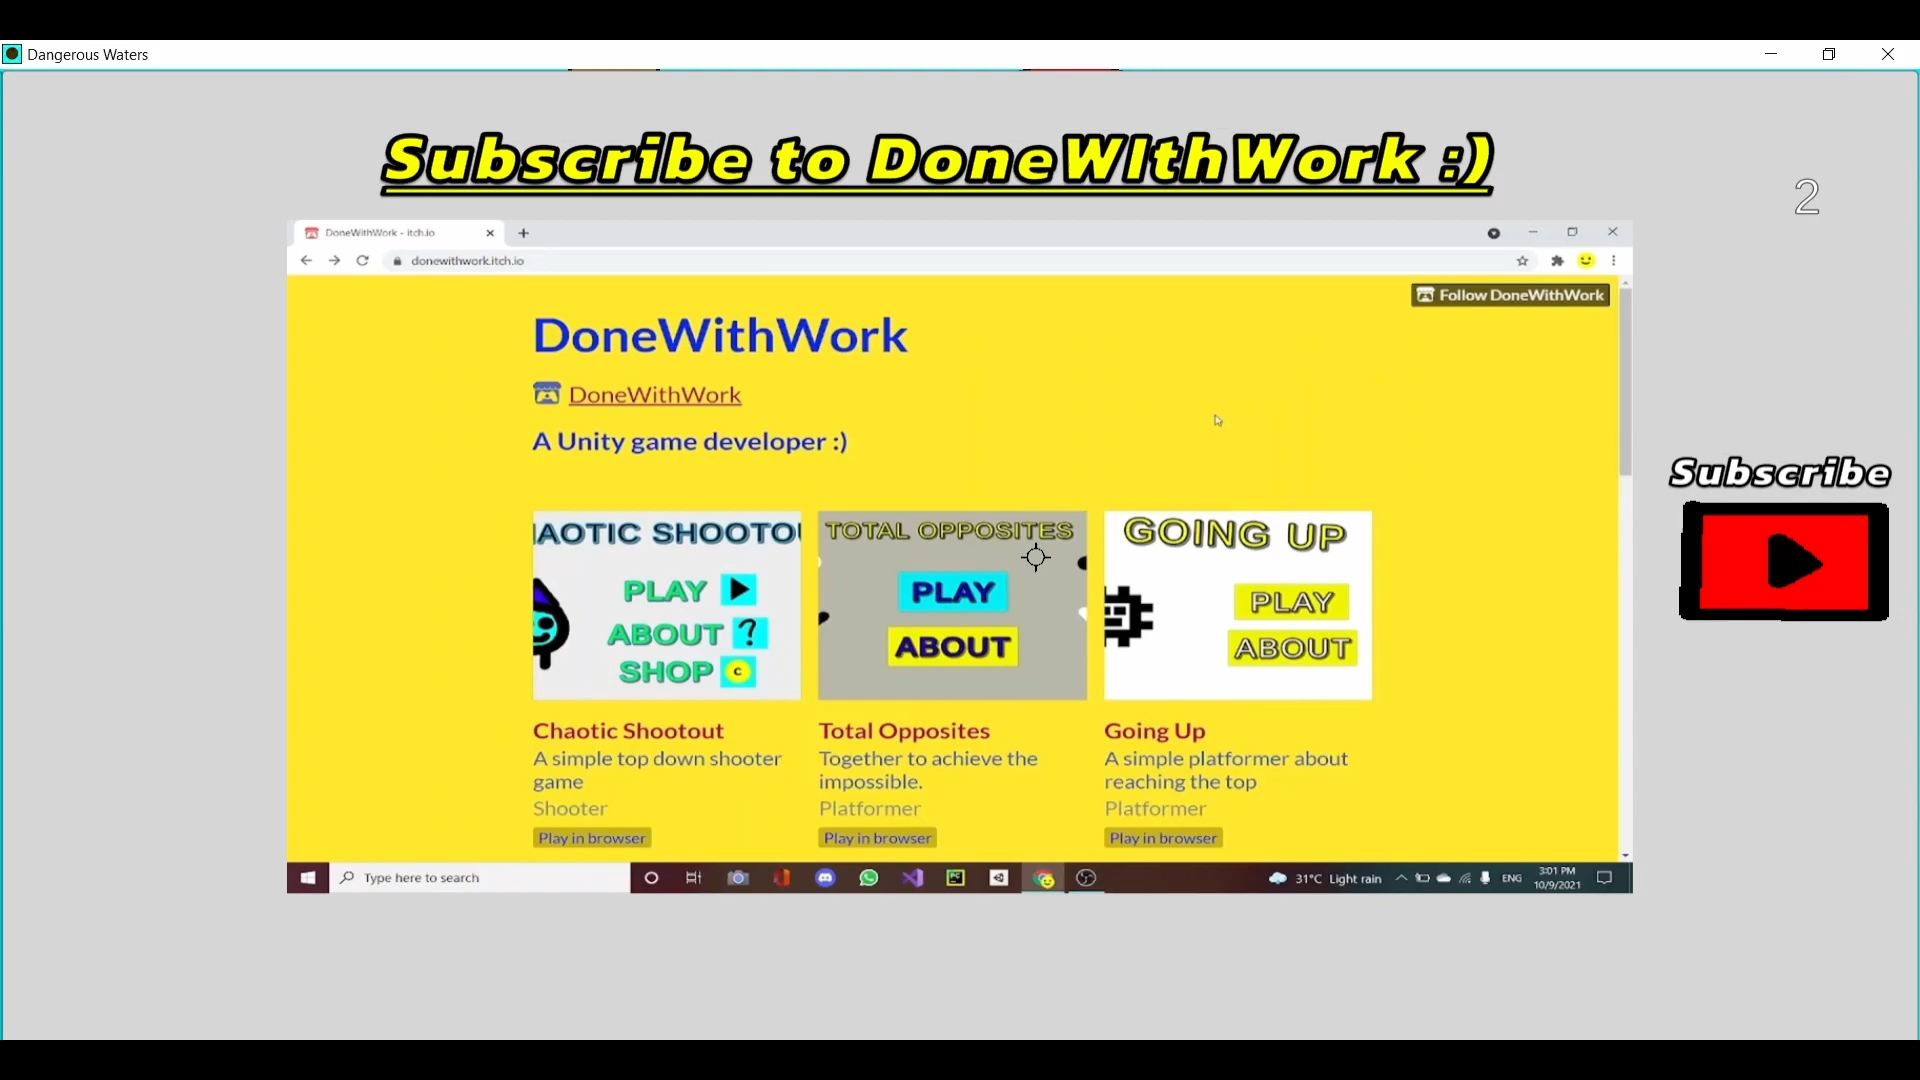 Dangerous Waters
Subscribe to DoneWIthWork :)
2
DoneWithWork - itch.io
donewithwork.itch.io
Follow DoneWithWork
DoneWithWork
DoneWithWork
A Unity game developer :)
HAOTIC SHOOTOU
PLAY
ABOUT ?
SHOP C
TOTAL OPPOSITES
PLAY
ABOUT
GOING UP
PLAY
ABOUT
Subscribe
Chaotic Shootout
A simple top down shooter
game
Shooter
Play in browser
Total Opposites
Together to achieve the
impossible.
Platformer
Play in browser
Going Up
A simple platformer about
reaching the top
Platformer
Play in browser
Type here to search
31°C Light rain
ENG
3:01 PM
10/9/2021